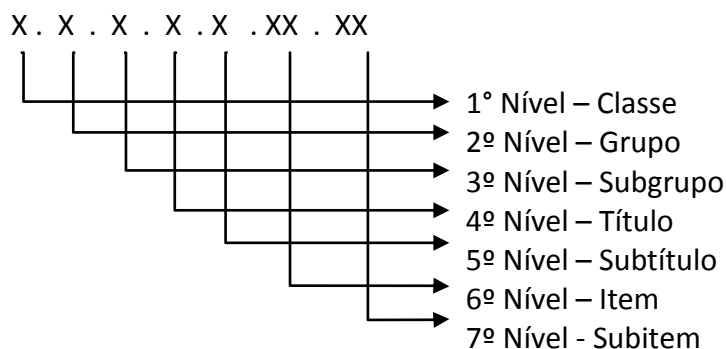 X . X . X . X . X . XX . XX
1° Nível – Classe
2º Nível – Grupo
3º Nível – Subgrupo
4º Nível – Título
5º Nível – Subtítulo
6º Nível – Item
7º Nível - Subitem